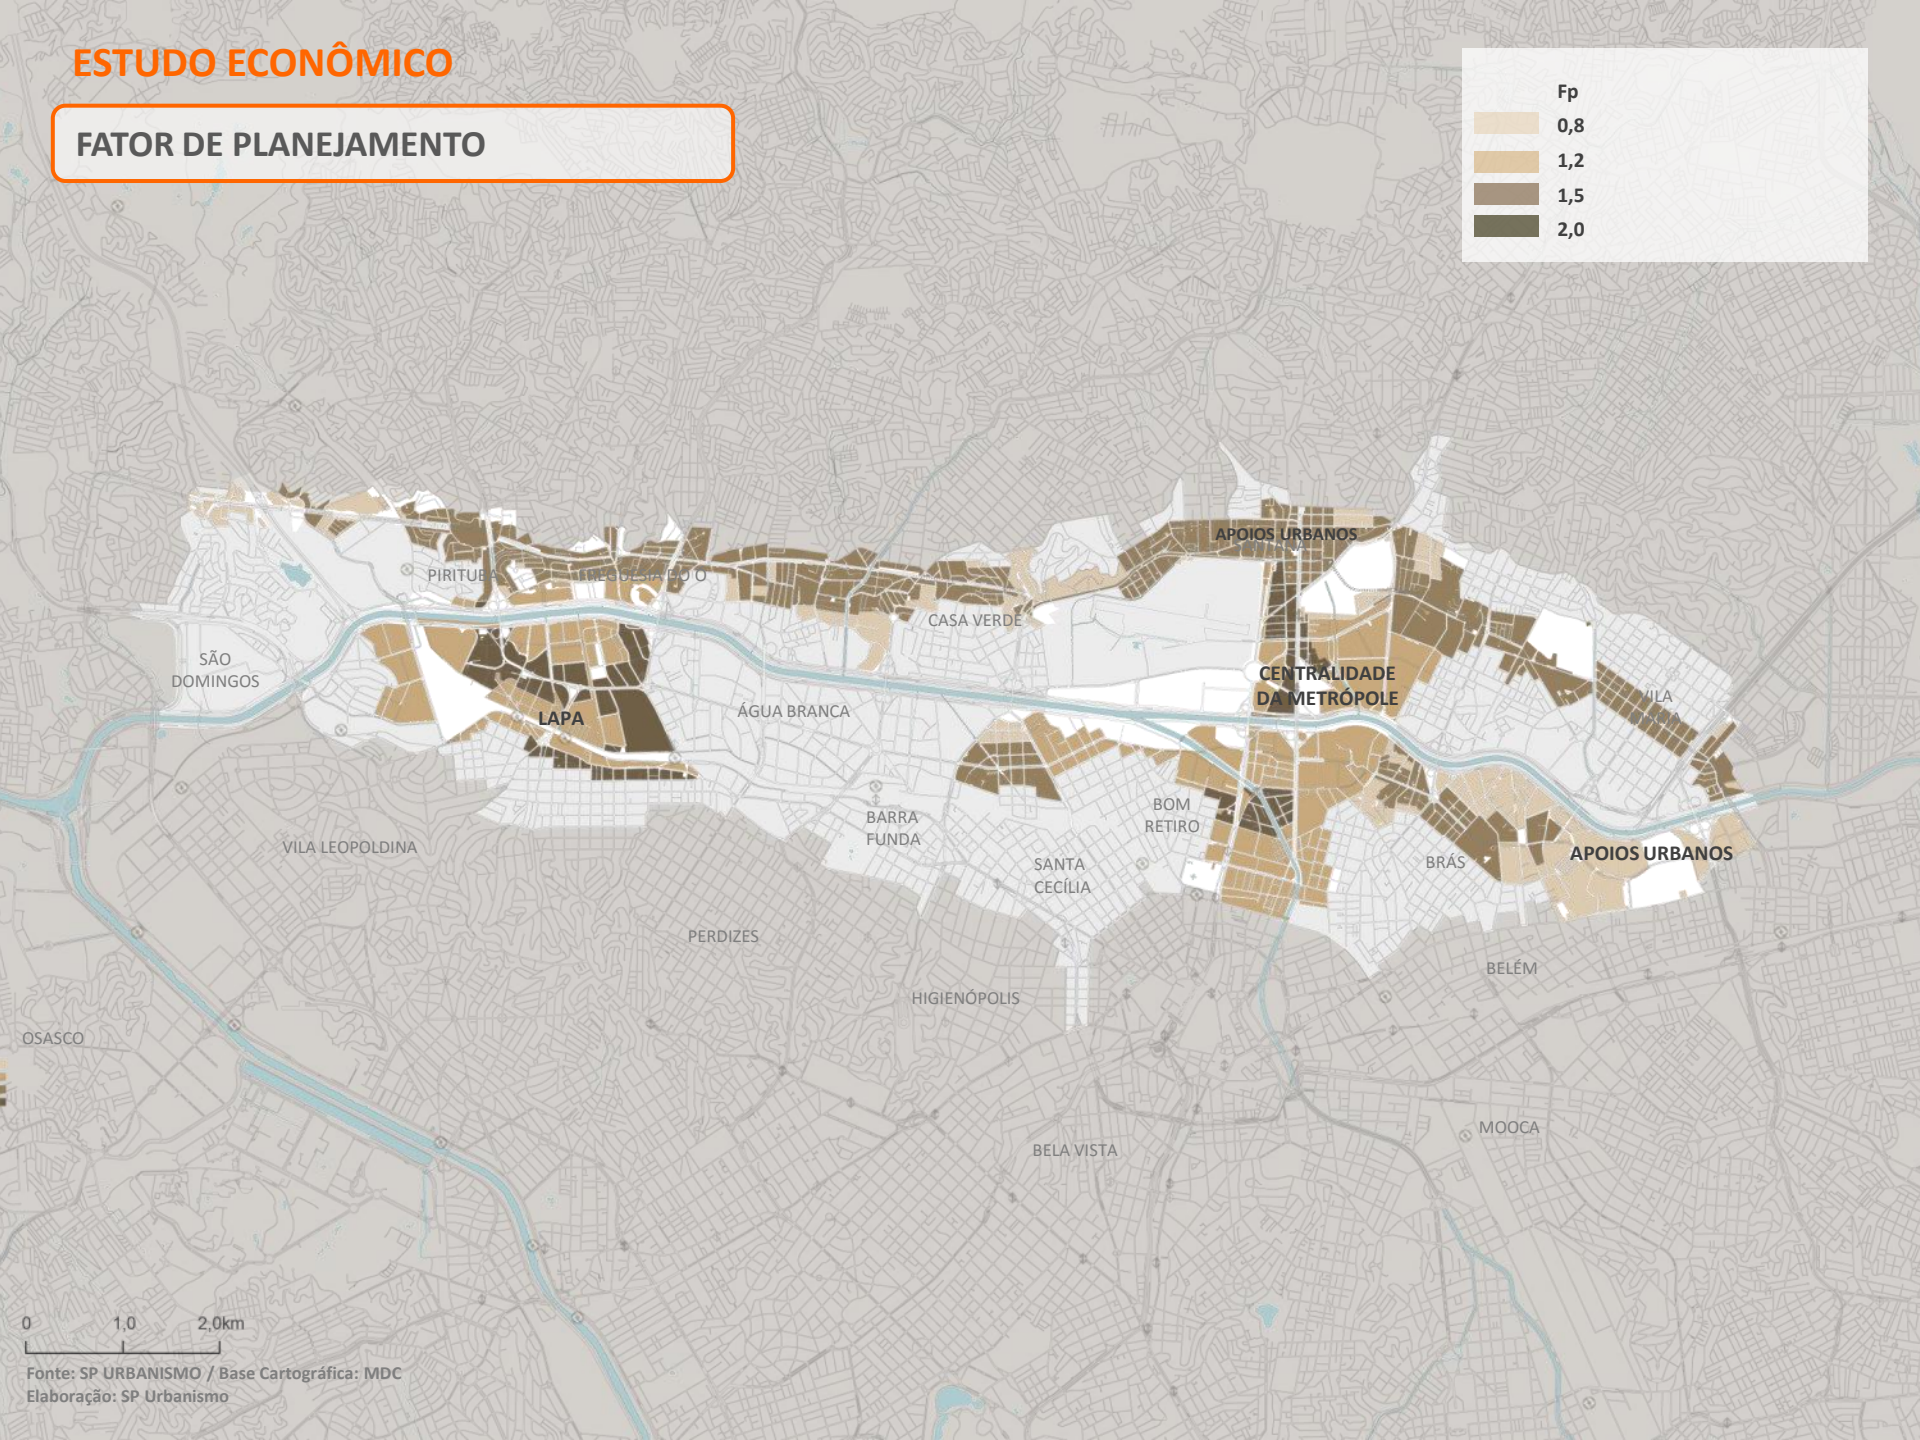 ESTUDO ECONÔMICO
FATOR DE PLANEJAMENTO
Fp
0,8
1,2
1,5
2,0
APOIOS URBANOS
PIRITUBA
DO O
CASA VERDE
SÃO
DOMINGOS
CENTRALIDADE
DA METRÓPOLE
VILA
LAPA
ÁGUA BRANCA
BOM
RETIRO
BARRA
FUNDA
VILA LEOPOLDINA
APOIOS URBANOS
BRÁS
SANTA
CECÍLIA
PERDIZES
BELÉM
HIGIENÓPOLIS
OSASCO
MOOCA
BELA VISTA
0 1,0 2,0km
Fonte: SP URBANISMO / Base Cartográfica: MDC
Elaboração: SP Urbanismo